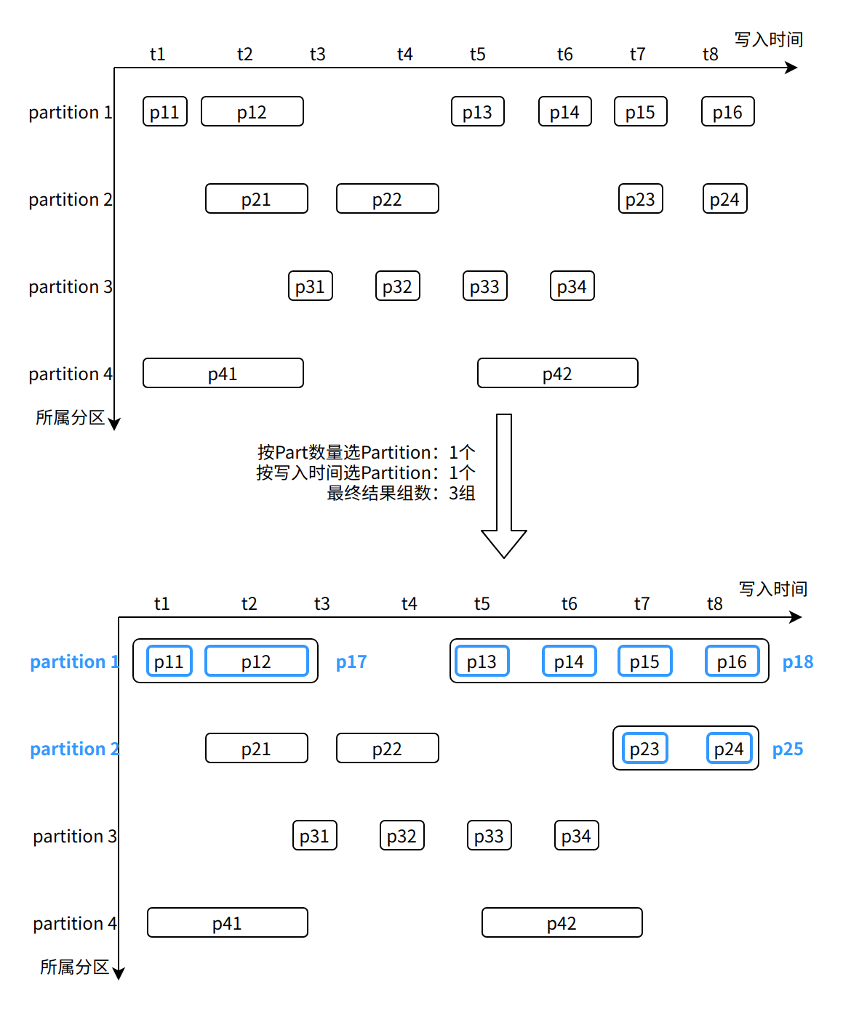 写入时间
t1 t2 t3 t4 t5 t6 t7 t8
partition 1 p11 p12 p13 p14 p15 p16
partition 2 p21 p22 p23 p24
partition 3 p31 p32 p33 p34
partition 4 p41 p42
所属分区
按Part数量选Partition：1个
按写入时间选Partition：1个
最终结果组数：3组
写入时间
t1 t2 t3 t4 t5 t6 t7 t8
partition 1 p11 p12 p17 p13 p14 p15 p16 p18
partition 2 p21 p22 p23 p24 p25
partition 3 p31 p32 p33 p34
partition 4 p41 p42
所属分区